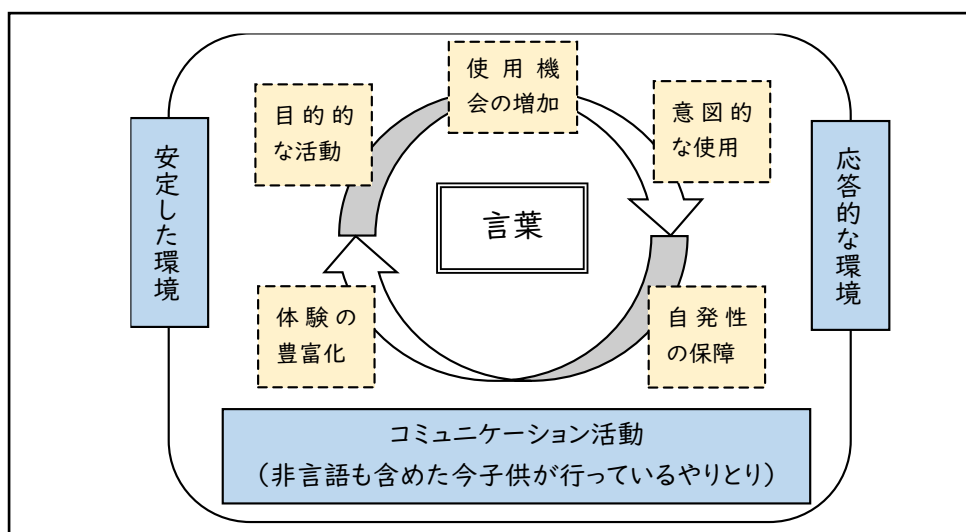 使用機
会の増加
目的的
な活動
意図的
な使用
安定した環境
言葉
応答的な環境
体験の
豊富化
自発性
の保障
コミュニケーション活動
（非言語も含めた今子供が行っているやりとり）